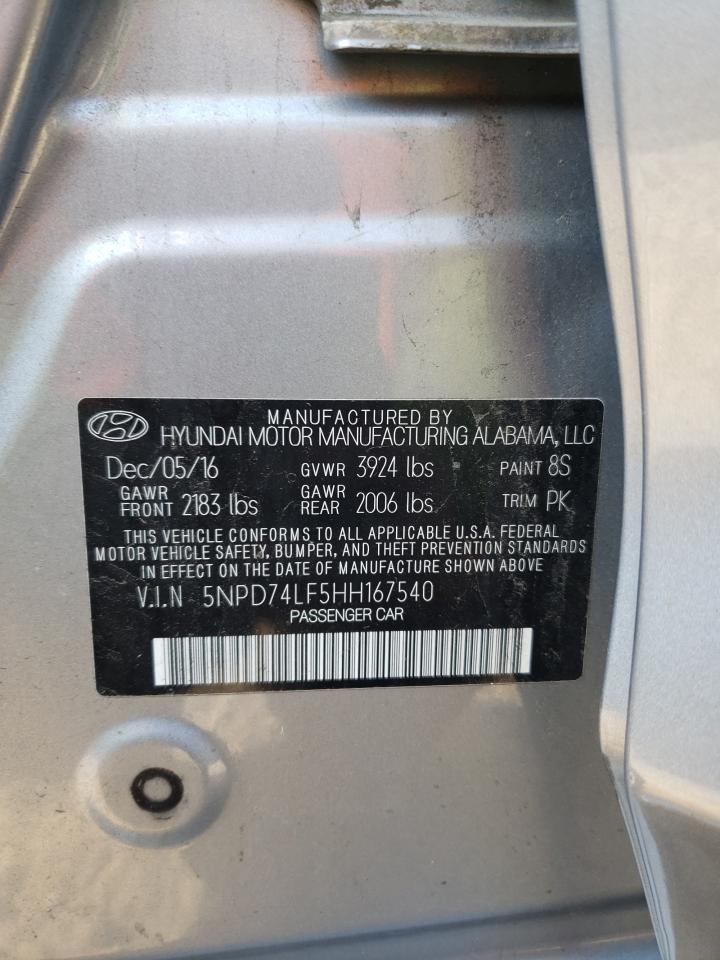 MANUFACTURED BY
HYUNDAI MOTOR MANUFACTURING ALABAMA, LLC
Dec/05/16 GVWR 3924 lbs PAINT 8S
GAWR FRONT 2183 lbs GAWR REAR 2006 lbs TRIM PK
THIS VEHICLE CONFORMS TO ALL APPLICABLE U.S.A. FEDERAL
MOTOR VEHICLE SAFETY, BUMPER, AND THEFT PREVENTION STANDARDS
IN EFFECT ON THE DATE OF MANUFACTURE SHOWN ABOVE
V.I.N 5NPD74LF5HH167540
PASSENGER CAR